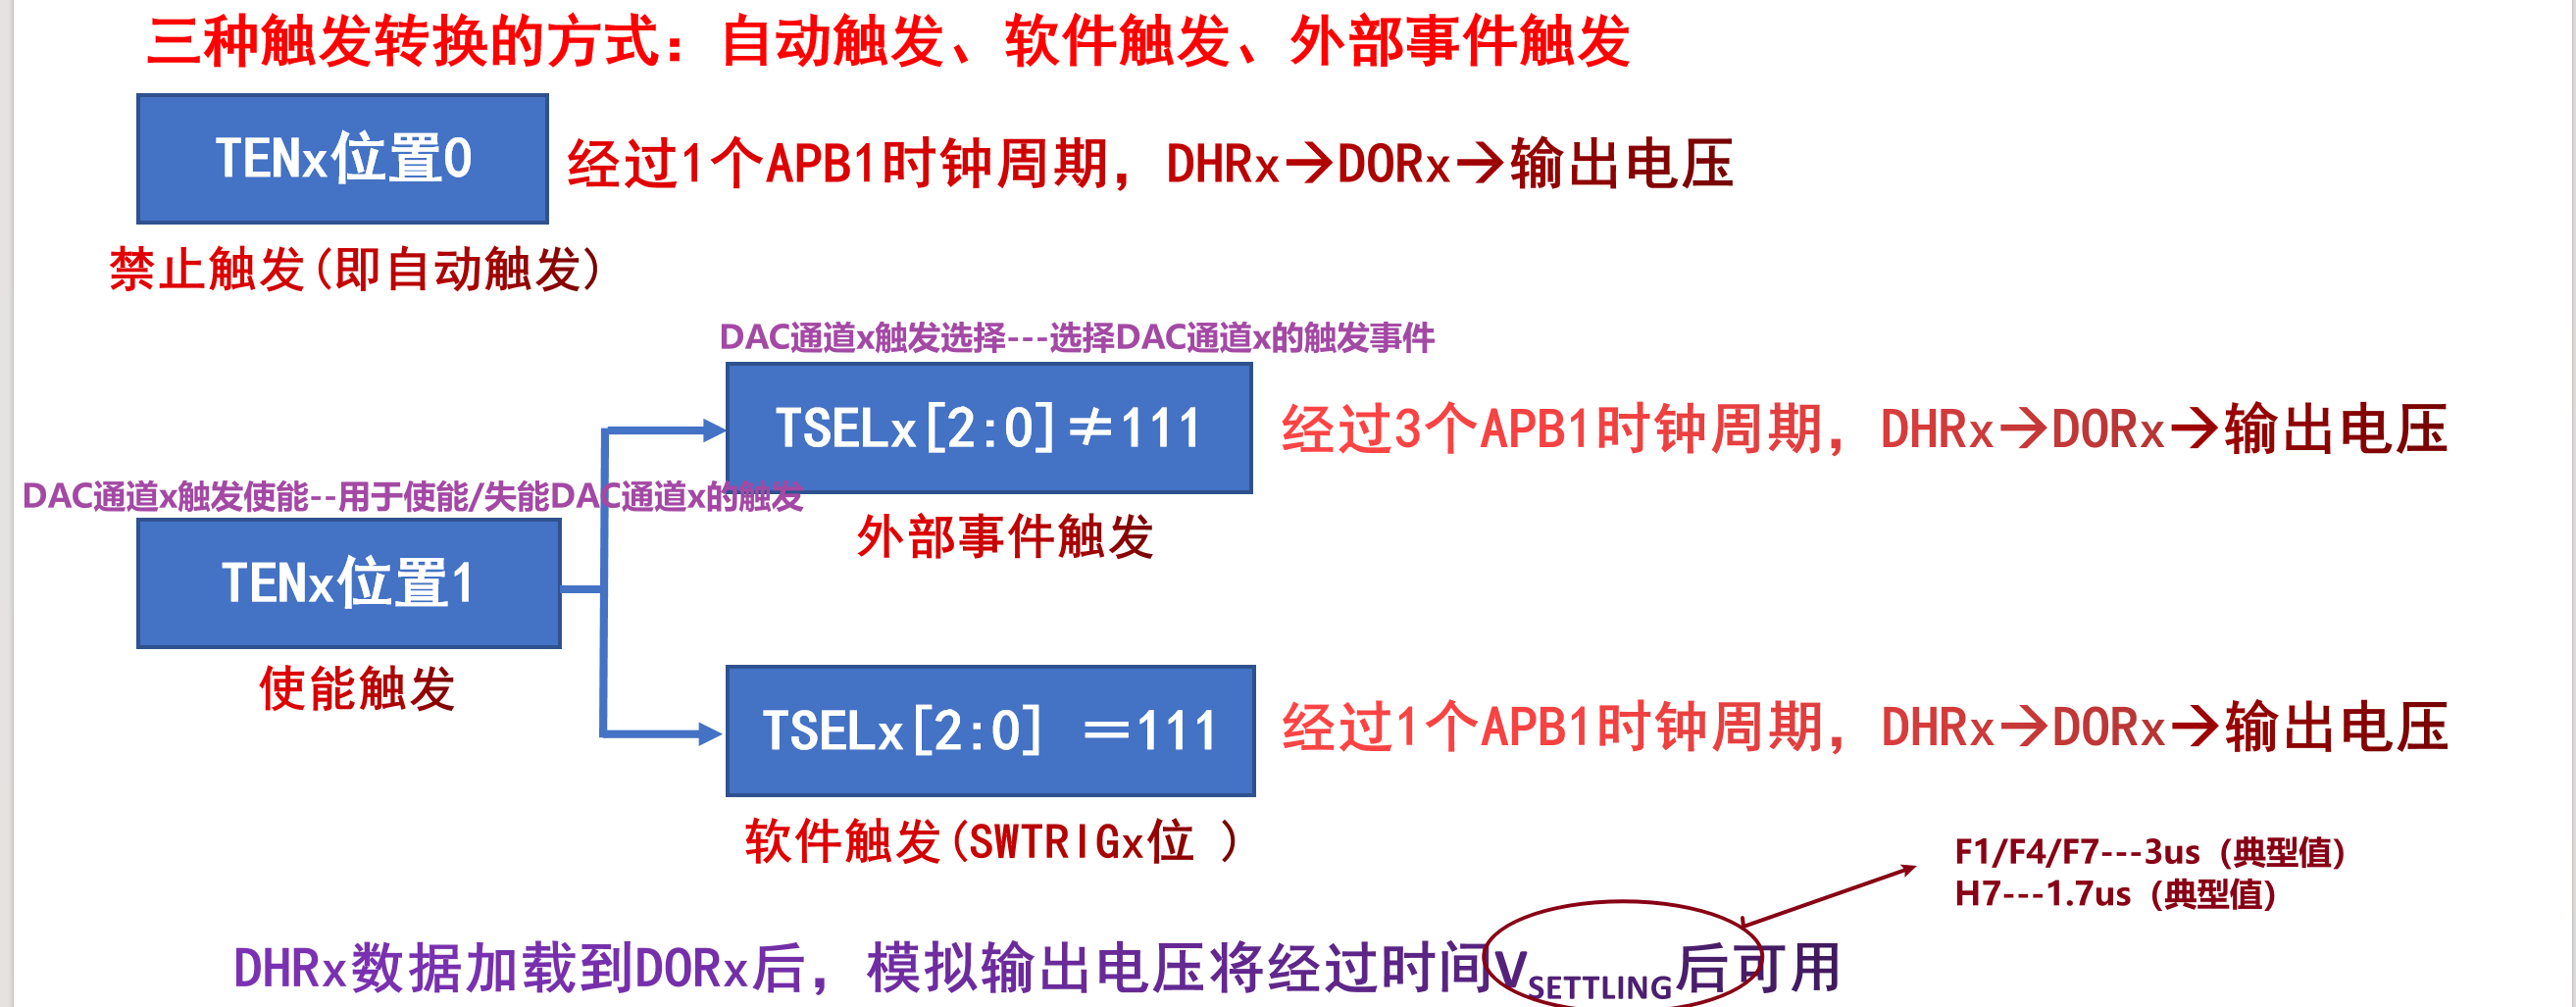 三种触发转换的方式：自动触发、软件触发、外部事件触发
TENx位置0
经过1个APB1时钟周期，DHRx→DORx→输出电压
禁止触发(即自动触发)
DAC通道x触发选择---选择DAC通道x的触发事件
TSELx[2:0]≠111
经过3个APB1时钟周期，DHRx→DORx→输出电压
DAC通道x触发使能--用于使能/失能DAC通道x的触发
外部事件触发
TENx位置1
使能触发
TSELx[2:0] ＝111
经过1个APB1时钟周期，DHRx→DORx→输出电压
软件触发(SWTRIGx位 )
F1/F4/F7---3us（典型值）
H7---1.7us（典型值）
DHRx数据加载到DORx后，模拟输出电压将经过时间VSETTLING后可用